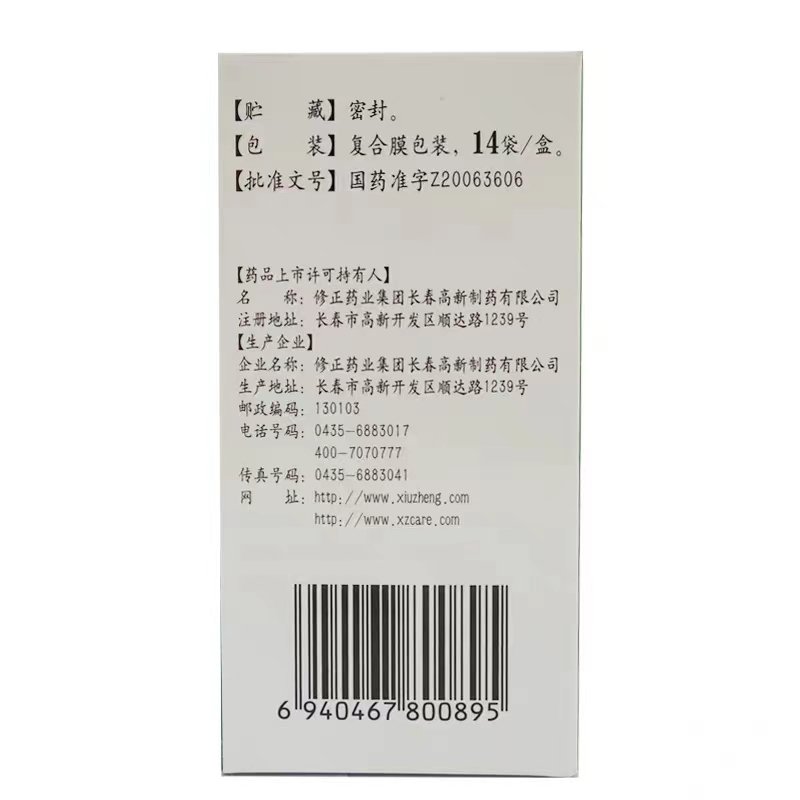 【贮　　藏】密封。
【包　　装】复合膜包装，14袋/盒。
【批准文号】国药准字Z20063606
【药品上市许可持有人】
名　　称：修正药业集团长春高新制药有限公司
注册地址：长春市高新开发区顺达路1239号
【生产企业】
企业名称：修正药业集团长春高新制药有限公司
生产地址：长春市高新开发区顺达路1239号
邮政编码：130103
电话号码：0435-6883017
400-7070777
传真号码：0435-6883041
网　　址：http://www.xiuzheng.com
http://www.xzcare.com
6 940467 800895